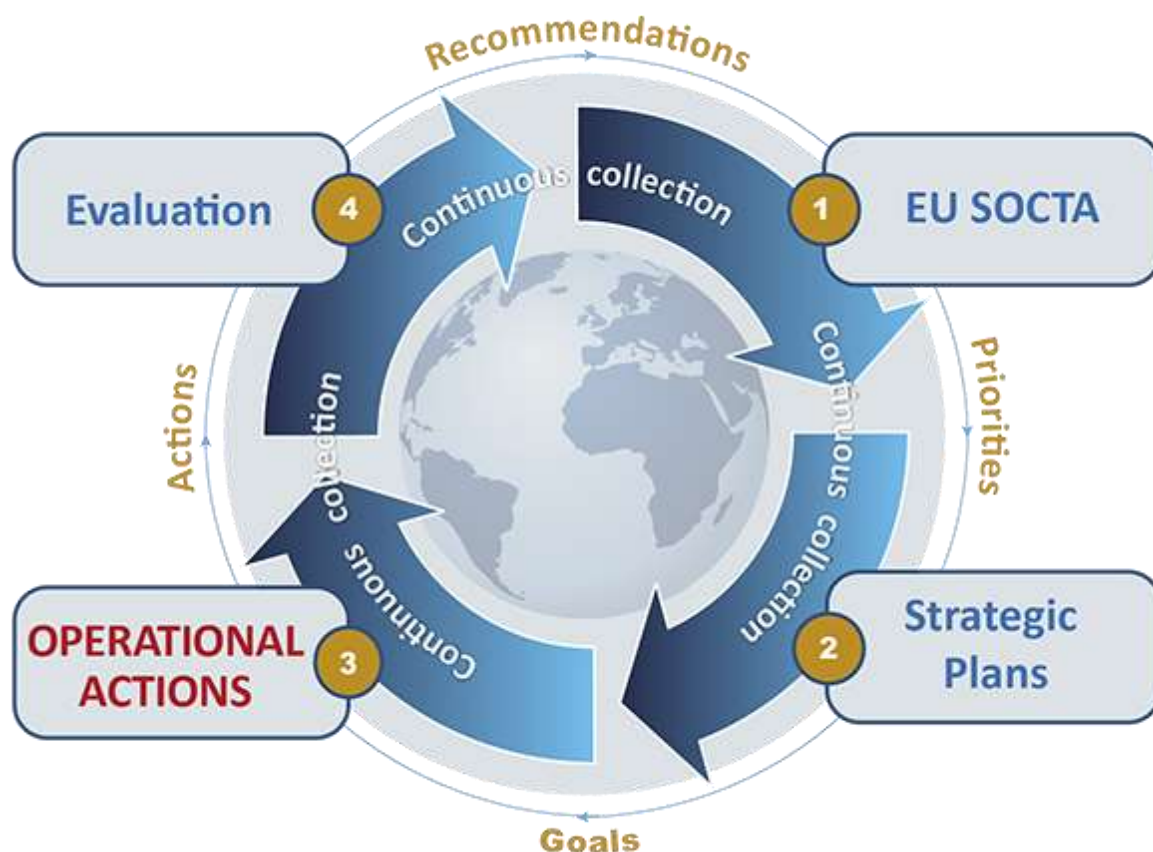 Recommendations
Evaluation
4
Continuous collection
1
EU SOCTA
Actions
Priorities
Continuous collection
Continuous collection
OPERATIONAL
ACTIONS
3
2
Strategic
Plans
Goals